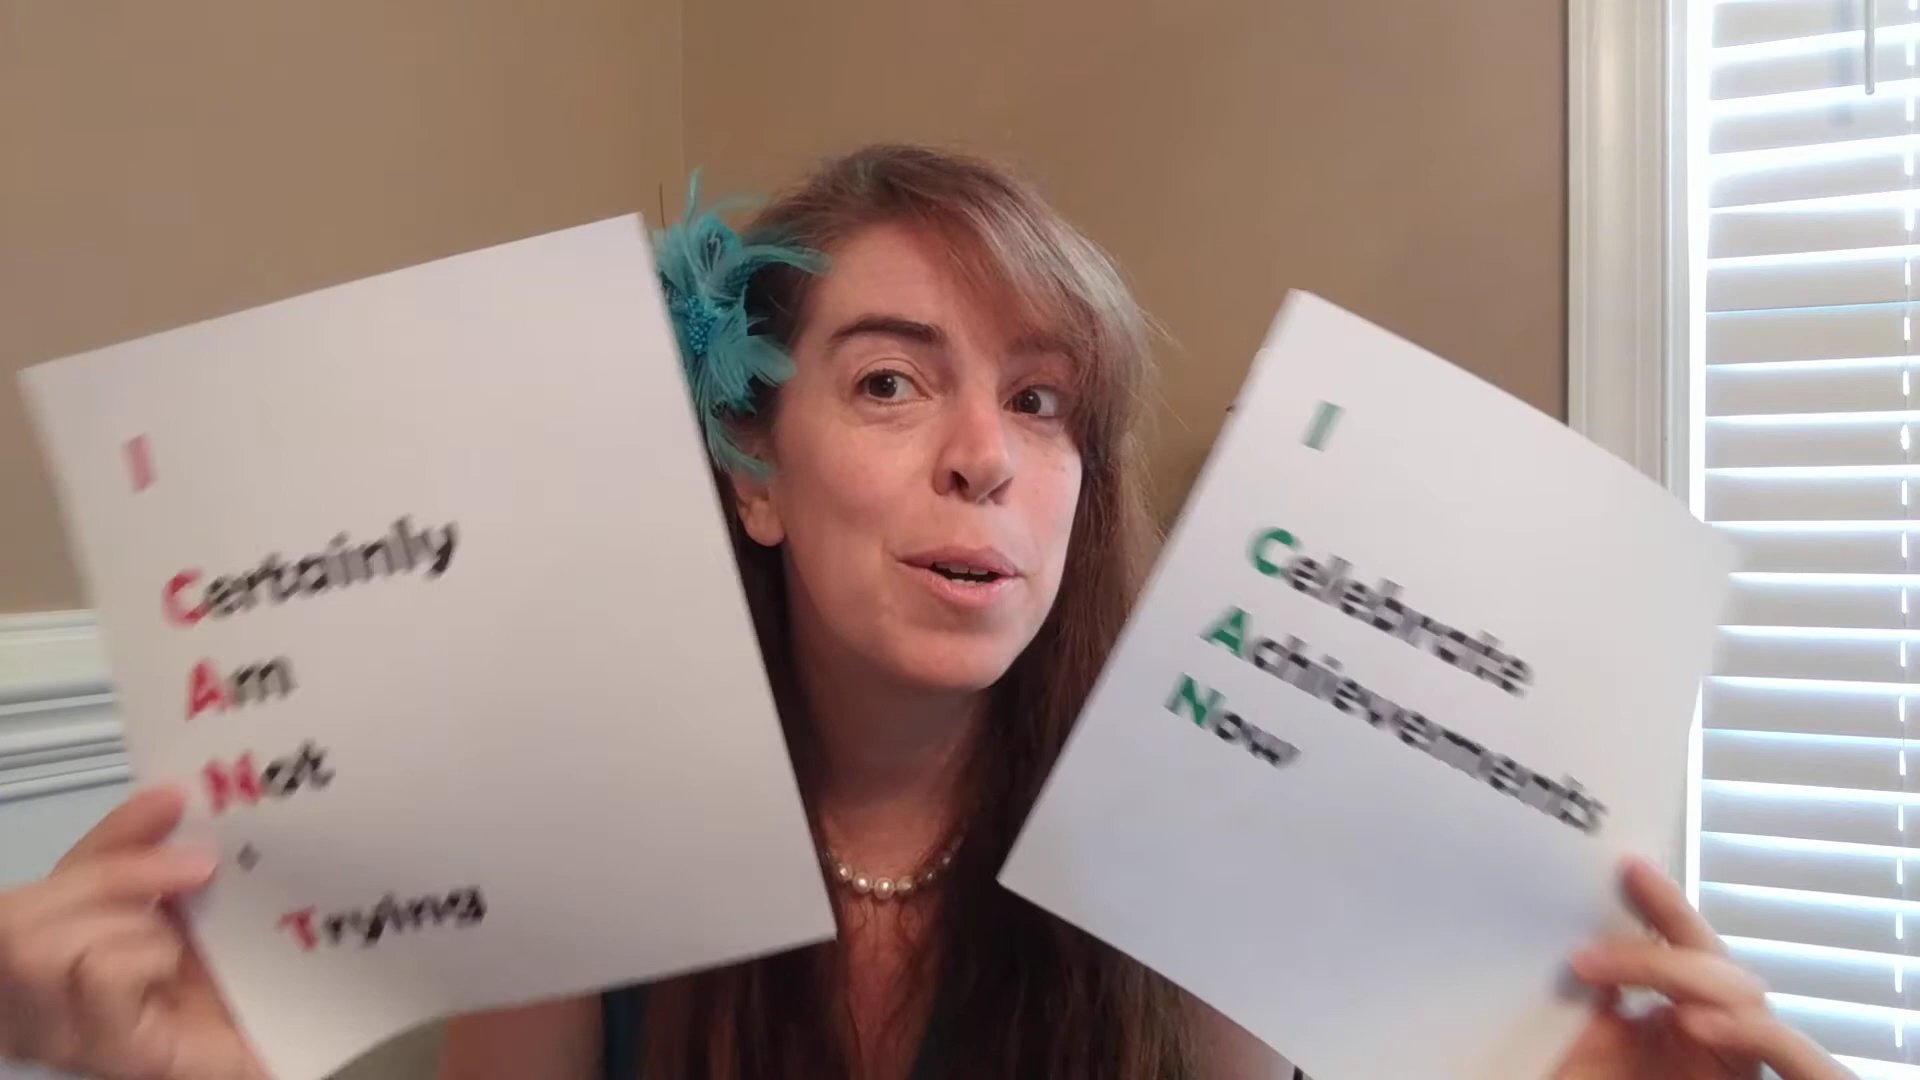 I
Certainly
Am
Not
'
Trying
I
Celebrate
Achievements
Now